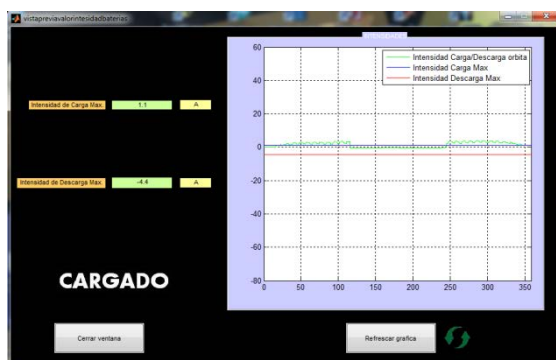 vistapreviavalorintesidadbaterias
INTENSIDADES
60
Intensidad Carga/Descarga orbita
Intensidad Carga Max
Intensidad Descarga Max
40
20
0
-20
-40
-60
-80
0 50 100 150 200 250 300 350
Intensidad de Carga Max. 1.1 A
Intensidad de Descarga Max. -4.4 A
CARGADO
Cerrar ventana
Refrescar grafica